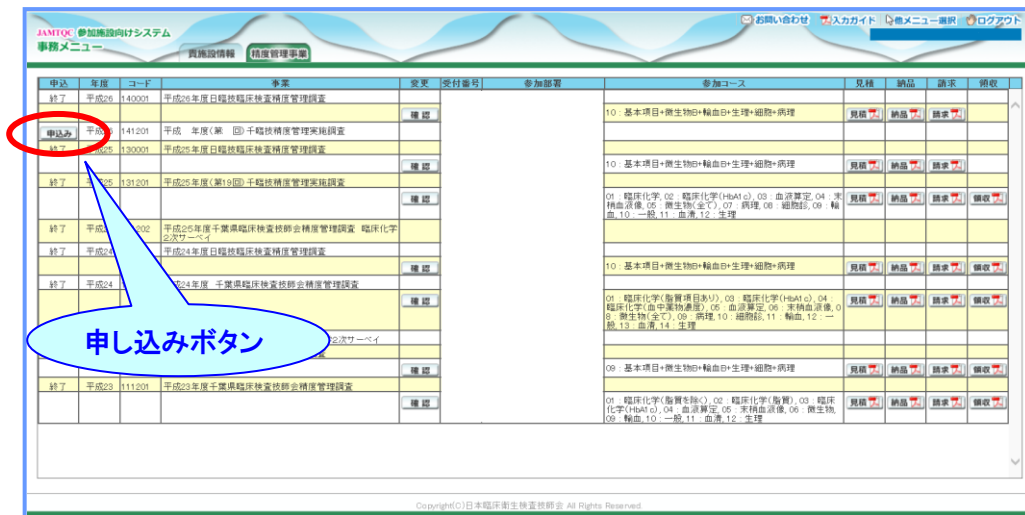 お問い合わせ 入力ガイド 他メニュー選択 ログアウト
JAMTQC 参加施設向けシステム
事務メニュー
貴施設情報 精度管理事業
申込 年度 コード 事業 変更 受付番号 参加部署 参加コース 見積 納品 請求 領収
終了 平成26 140001 平成26年度日臨技臨床検査精度管理調査
確認 10：基本項目+微生物B+輸血B+生理+細胞+病理 見積 納品 請求
申込み 141201 平成 年度(第 回)千臨技精度管理実施調査
終了 平成25 130001 平成25年度日臨技臨床検査精度管理調査
確認 10：基本項目+微生物B+輸血B+生理+細胞+病理 見積 納品 請求
終了 平成25 131201 平成25年度(第19回)千臨技精度管理実施調査
確認 01：臨床化学, 02：臨床化学(HbA1c), 03：血液算定, 04：末
梢血液像, 05：微生物(全て), 07：病理, 08：細胞診, 09：輸
血, 10：一般, 11：血清, 12：生理 見積 納品 請求 領収
終了 202 平成25年度千葉県臨床検査技師会精度管理調査 臨床化学
2次サーベイ
終了 平成24 平成24年度日臨技臨床検査精度管理調査
確認 10：基本項目+微生物B+輸血B+生理+細胞+病理 見積 納品 請求 領収
終了 平成24 24年度 千葉県臨床検査技師会精度管理調査
確認 01：臨床化学(脂質項目あり), 03：臨床化学(HbA1c), 04：
臨床化学(血中薬物濃度), 05：血液算定, 06：末梢血液像, 0
8：微生物(全て), 09：病理, 10：細胞診, 11：輸血, 12：一
般, 13：血清, 14：生理 見積 納品 請求 領収
申し込みボタン
2次サーベイ
確認 09：基本項目+微生物B+輸血B+生理+細胞+病理 見積 納品 請求 領収
終了 平成23 111201 平成23年度千葉県臨床検査技師会精度管理調査
確認 01：臨床化学(脂質を除く), 02：臨床化学(脂質), 03：臨床
化学(HbA1c), 04：血液算定, 05：末梢血液像, 06：微生物,
09：輸血, 10：一般, 11：血清, 12：生理 見積 納品 請求 領収
Copyright(C)日本臨床衛生検査技師会 All Rights Reserved